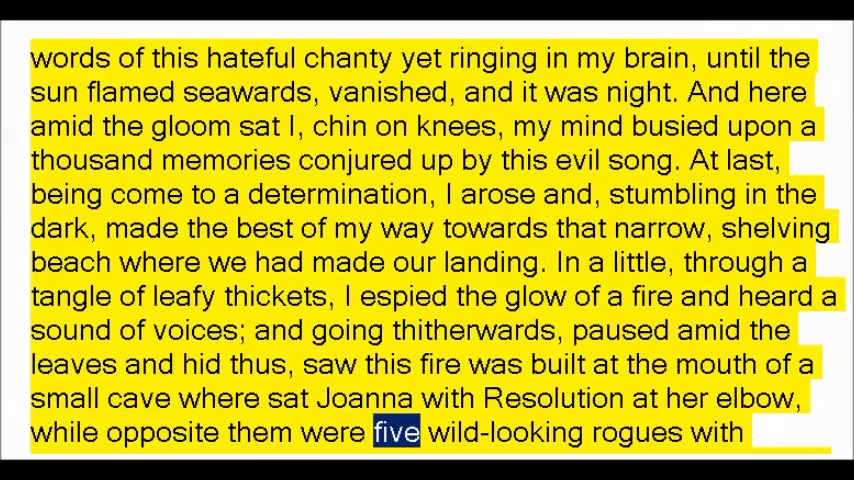 words of this hateful chanty yet ringing in my brain, until the
sun flamed seawards, vanished, and it was night. And here
amid the gloom sat I, chin on knees, my mind busied upon a
thousand memories conjured up by this evil song. At last,
being come to a determination, I arose and, stumbling in the
dark, made the best of my way towards that narrow, shelving
beach where we had made our landing. In a little, through a
tangle of leafy thickets, I espied the glow of a fire and heard a
sound of voices; and going thitherwards, paused amid the
leaves and hid thus, saw this fire was built at the mouth of a
small cave where sat Joanna with Resolution at her elbow,
while opposite them were five wild-looking rogues with